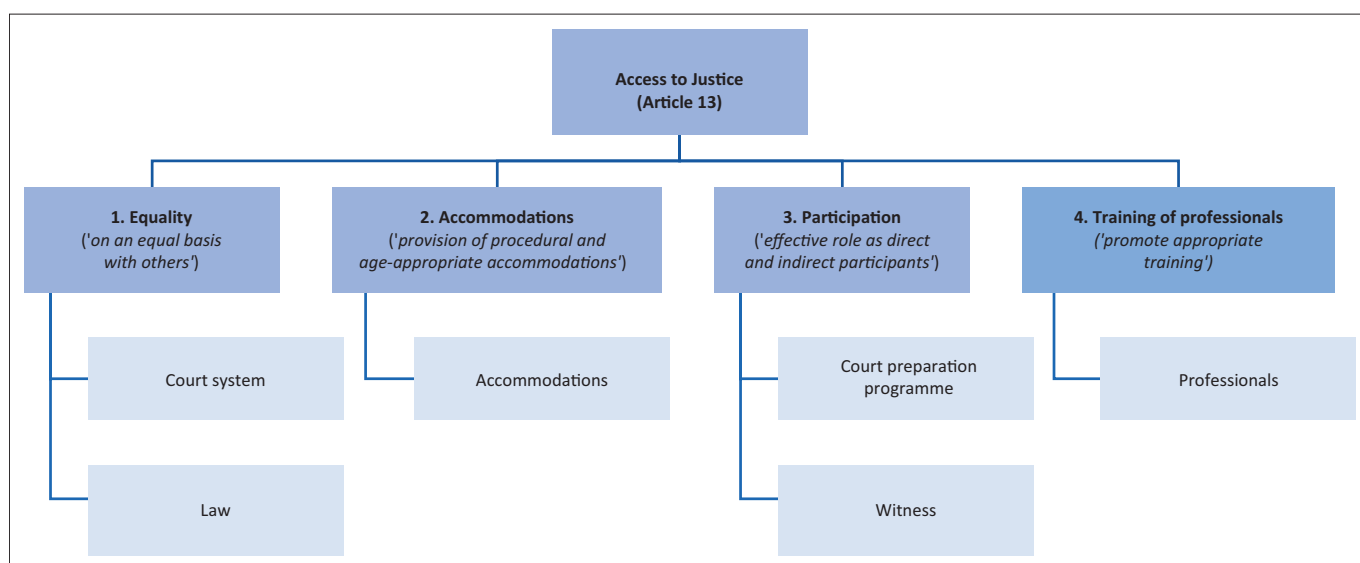 Access to Justice
(Article 13)
1. Equality
('on an equal basis
with others')
2. Accommodations
('provision of procedural and
age-appropriate accommodations')
3. Participation
('effective role as direct
and indirect participants')
4. Training of professionals
('promote appropriate
training')
Court system
Accommodations
Court preparation
programme
Professionals
Law
Witness